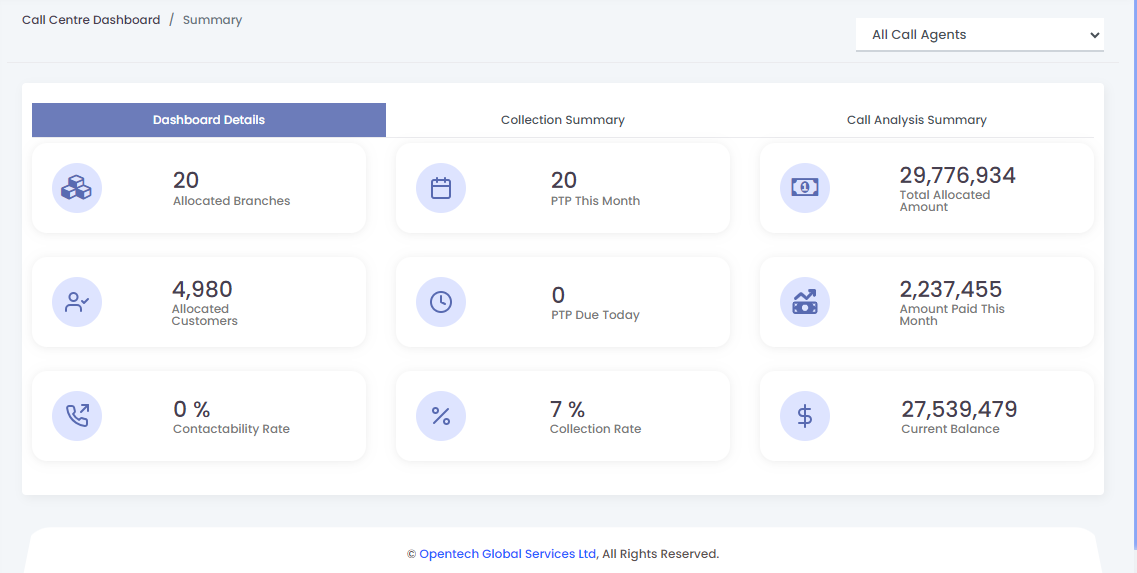 Call Centre Dashboard / Summary
All Call Agents
Dashboard Details
Collection Summary
Call Analysis Summary
20
Allocated Branches
20
PTP This Month
29,776,934
Total Allocated
Amount
4,980
Allocated
Customers
0
PTP Due Today
2,237,455
Amount Paid This
Month
0 %
Contactability Rate
7 %
Collection Rate
27,539,479
Current Balance
© Opentech Global Services Ltd, All Rights Reserved.